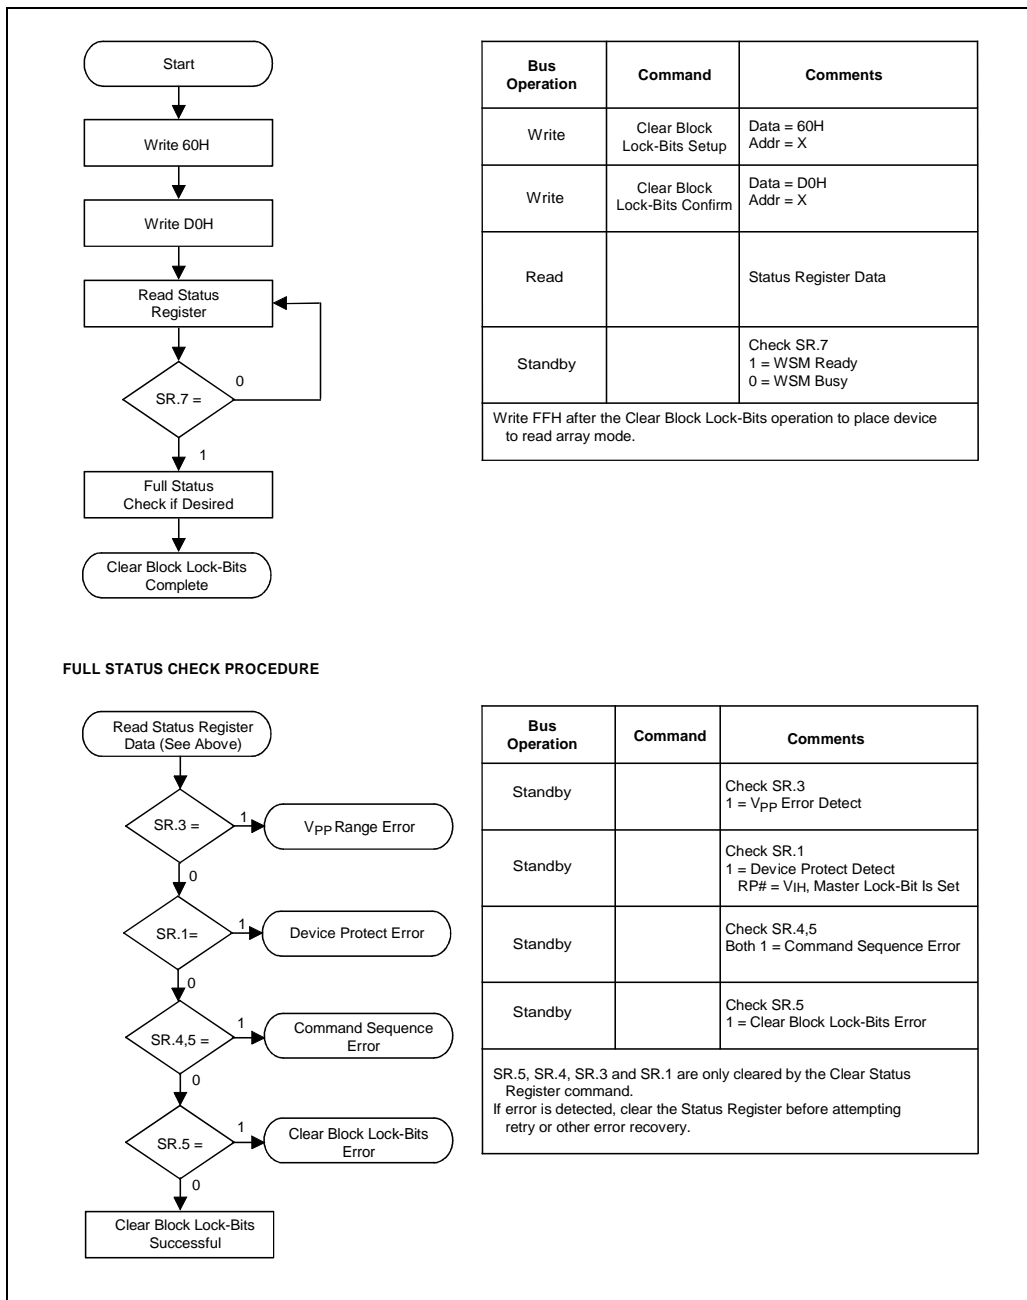 Start
Write 60H
Write D0H
Read Status
Register
0
SR.7 =
1
Full Status
Check if Desired
Clear Block Lock-Bits
Complete
Bus
Operation
Command
Comments
Write
Clear Block
Lock-Bits Setup
Data = 60H
Addr = X
Write
Clear Block
Lock-Bits Confirm
Data = D0H
Addr = X
Read
Status Register Data
Standby
Check SR.7
1 = WSM Ready
0 = WSM Busy
Write FFH after the Clear Block Lock-Bits operation to place device
to read array mode.
FULL STATUS CHECK PROCEDURE
Read Status Register
Data (See Above)
SR.3 =
1
VPP Range Error
0
SR.1=
1
Device Protect Error
0
SR.4,5 =
1
Command Sequence
Error
0
SR.5 =
1
Clear Block Lock-Bits
Error
0
Clear Block Lock-Bits
Successful
Bus
Operation
Command
Comments
Standby
Check SR.3
1 = VPP Error Detect
Standby
Check SR.1
1 = Device Protect Detect
RP# = VIH, Master Lock-Bit Is Set
Standby
Check SR.4,5
Both 1 = Command Sequence Error
Standby
Check SR.5
1 = Clear Block Lock-Bits Error
SR.5, SR.4, SR.3 and SR.1 are only cleared by the Clear Status
Register command.
If error is detected, clear the Status Register before attempting
retry or other error recovery.